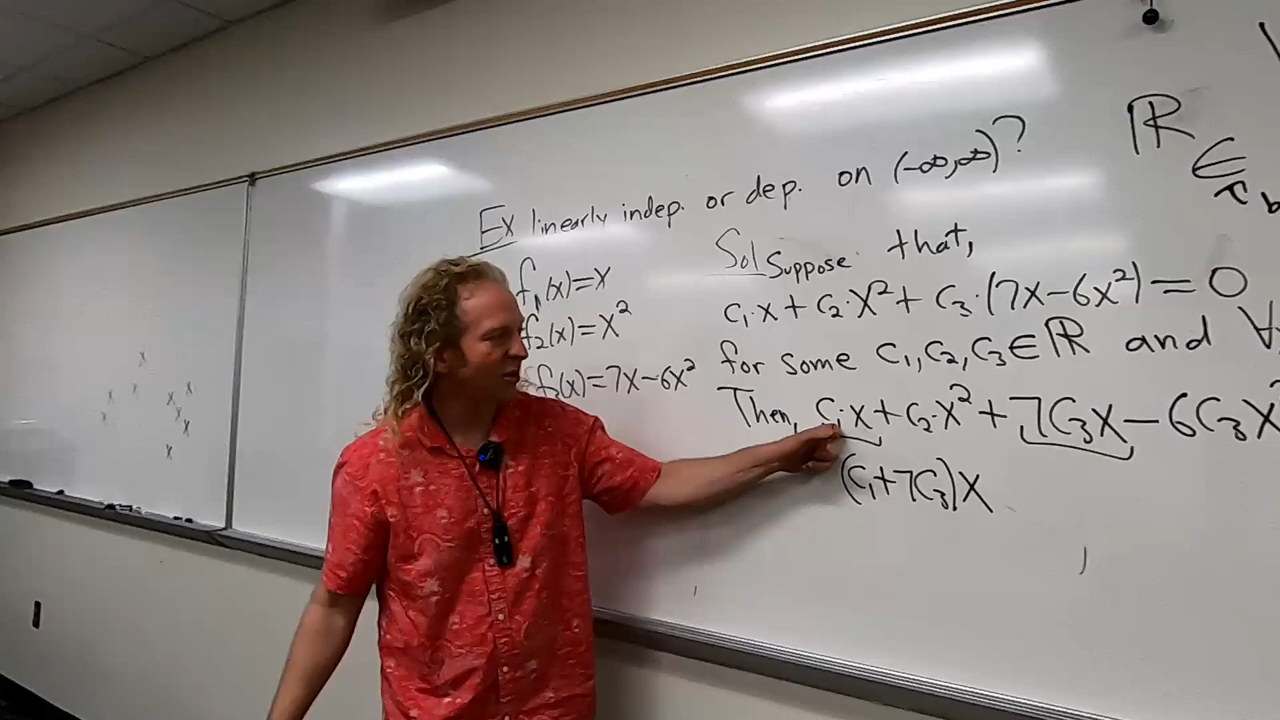 Ex linearly indep. or dep. on (-∞,∞)?
f₁(x)=x
f₂(x)=x²
f₃(x)=7x-6x²
Sol Suppose that,
c₁·x+c₂·x²+c₃·(7x-6x²)=0
for some c₁,c₂,c₃∈ℝ and ∀
Then, c₁·x+c₂·x²+7c₃x-6c₃x²
(c₁+7c₃)x
ℝ
∈